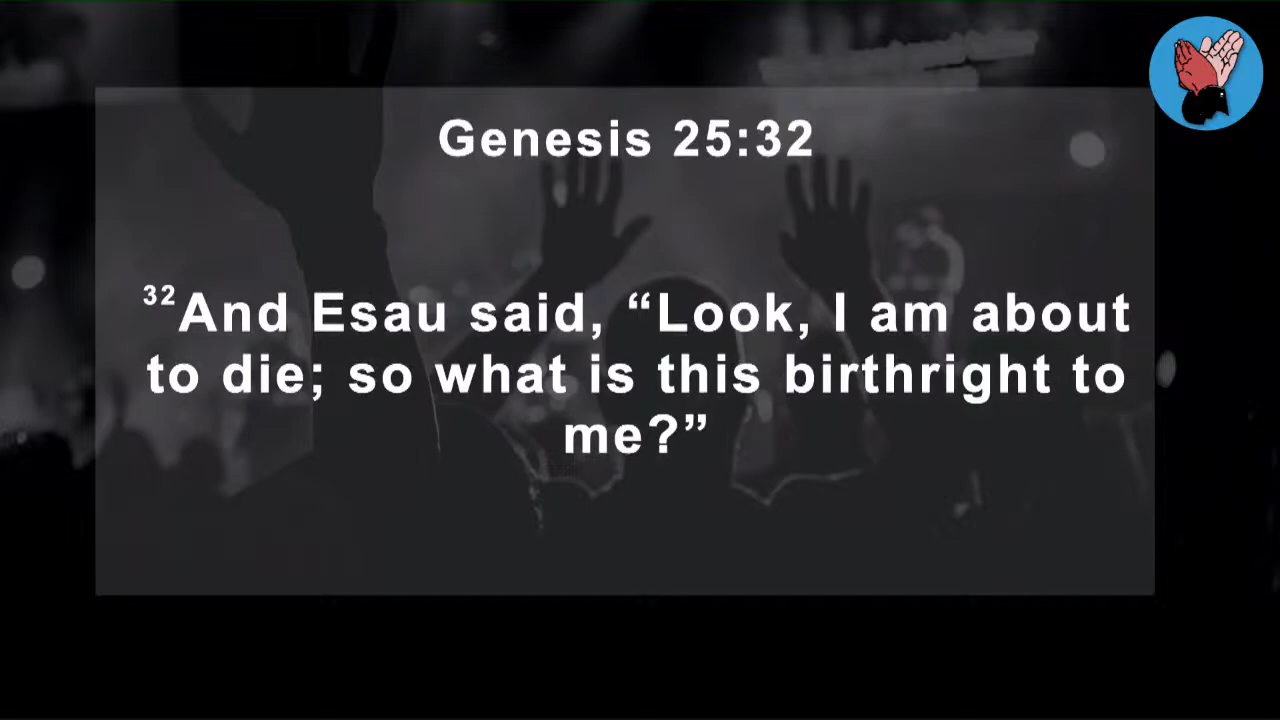 Genesis 25:32
³²And Esau said, “Look, I am about
to die; so what is this birthright to
me?”